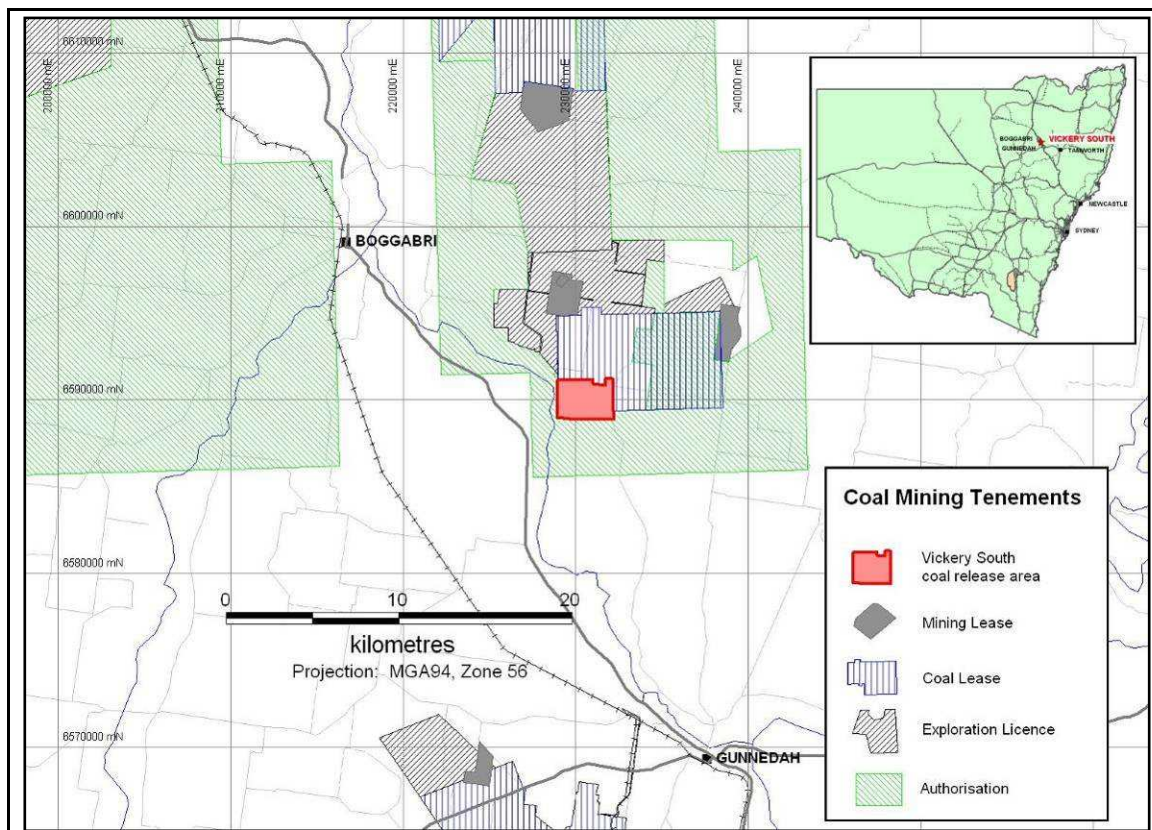 6610000 mN
200000 mE
210000 mE
220000 mE
230000 mE
240000 mE
BOGGABRI
VICKERY SOUTH
GUNNEDAH
TAMWORTH
NEWCASTLE
SYDNEY
6600000 mN
BOGGABRI
6590000 mN
6580000 mN
0 10 20
kilometres
Projection: MGA94, Zone 56
6570000 mN
GUNNEDAH
Coal Mining Tenements
Vickery South
coal release area
Mining Lease
Coal Lease
Exploration Licence
Authorisation